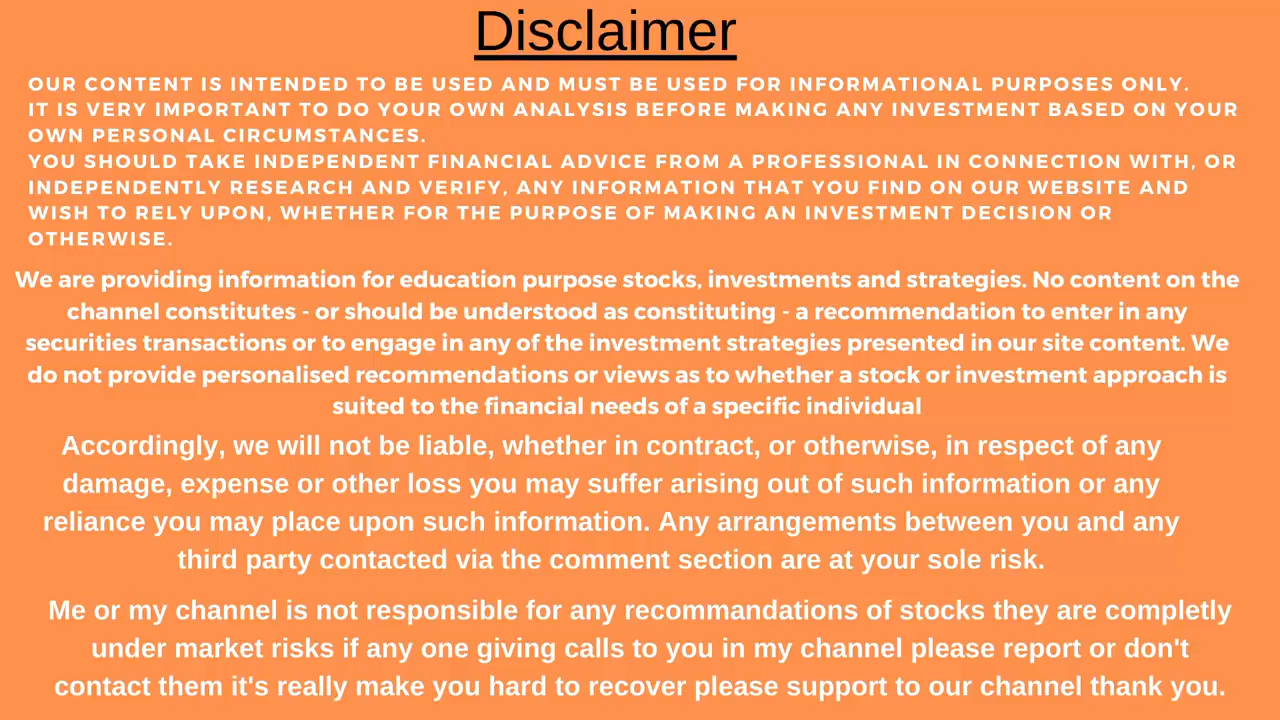 Disclaimer
OUR CONTENT IS INTENDED TO BE USED AND MUST BE USED FOR INFORMATIONAL PURPOSES ONLY.
IT IS VERY IMPORTANT TO DO YOUR OWN ANALYSIS BEFORE MAKING ANY INVESTMENT BASED ON YOUR
OWN PERSONAL CIRCUMSTANCES.
YOU SHOULD TAKE INDEPENDENT FINANCIAL ADVICE FROM A PROFESSIONAL IN CONNECTION WITH, OR
INDEPENDENTLY RESEARCH AND VERIFY, ANY INFORMATION THAT YOU FIND ON OUR WEBSITE AND
WISH TO RELY UPON, WHETHER FOR THE PURPOSE OF MAKING AN INVESTMENT DECISION OR
OTHERWISE.
We are providing information for education purpose stocks, investments and strategies. No content on the
channel constitutes - or should be understood as constituting - a recommendation to enter in any
securities transactions or to engage in any of the investment strategies presented in our site content. We
do not provide personalised recommendations or views as to whether a stock or investment approach is
suited to the financial needs of a specific individual
Accordingly, we will not be liable, whether in contract, or otherwise, in respect of any
damage, expense or other loss you may suffer arising out of such information or any
reliance you may place upon such information. Any arrangements between you and any
third party contacted via the comment section are at your sole risk.
Me or my channel is not responsible for any recommandations of stocks they are completly
under market risks if any one giving calls to you in my channel please report or don't
contact them it's really make you hard to recover please support to our channel thank you.